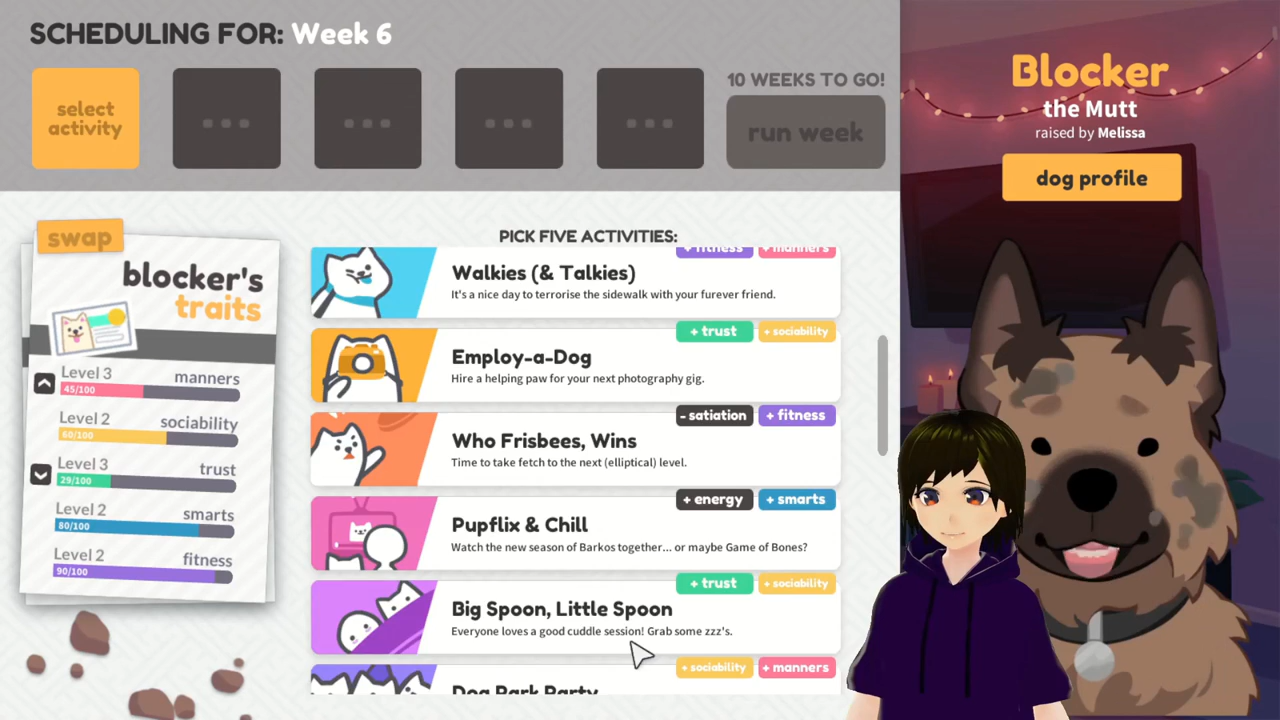 SCHEDULING FOR: Week 6
select
activity
10 WEEKS TO GO!
run week
Blocker
the Mutt
raised by Melissa
dog profile
swap
blocker's
traits
Level 3
manners
45/100
Level 2
sociability
60/100
Level 3
trust
29/100
Level 2
smarts
80/100
Level 2
fitness
90/100
PICK FIVE ACTIVITIES:
+ fitness + manners
Walkies (& Talkies)
It's a nice day to terrorise the sidewalk with your furever friend.
+ trust + sociability
Employ-a-Dog
Hire a helping paw for your next photography gig.
- satiation + fitness
Who Frisbees, Wins
Time to take fetch to the next (elliptical) level.
+ energy + smarts
Pupflix & Chill
Watch the new season of Barkos together... or maybe Game of Bones?
+ trust + sociability
Big Spoon, Little Spoon
Everyone loves a good cuddle session! Grab some zzz's.
+ sociability + manners
Dog Park Party